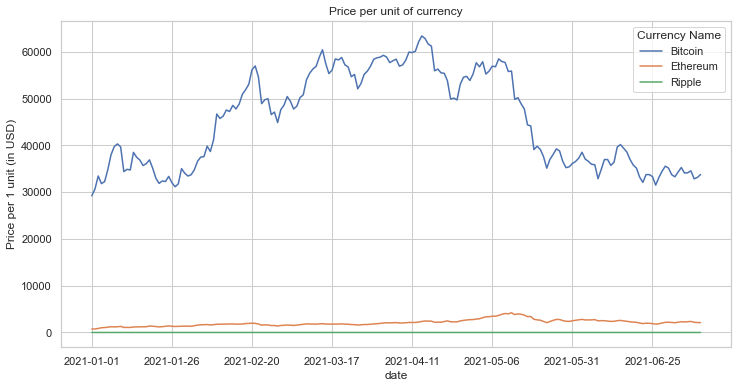 Price per unit of currency
Currency Name
Bitcoin
Ethereum
Ripple
Price per 1 unit (in USD)
60000
50000
40000
30000
20000
10000
0
2021-01-01 2021-01-26 2021-02-20 2021-03-17 2021-04-11 2021-05-06 2021-05-31 2021-06-25
date